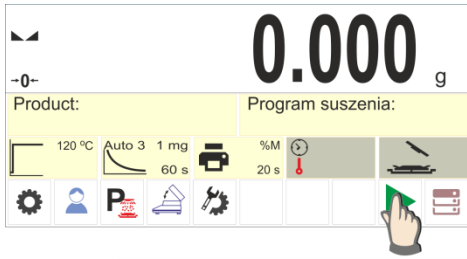 0.000 g
→0←
Product: Program suszenia:
120 ºC Auto 3 1 mg %M
60 s 20 s
P